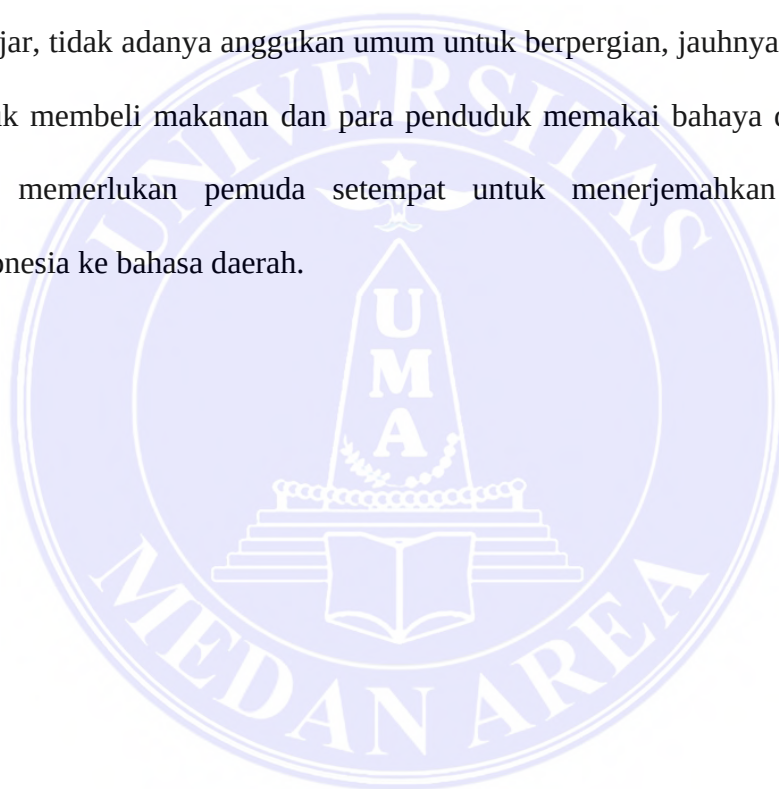 jar, tidak adanya anggukan umum untuk berpergian, jauhnya
k membeli makanan dan para penduduk memakai bahaya
memerlukan pemuda setempat untuk menerjemahkan
onesia ke bahasa daerah.
UNIVERSITAS
UMA
MEDAN AREA